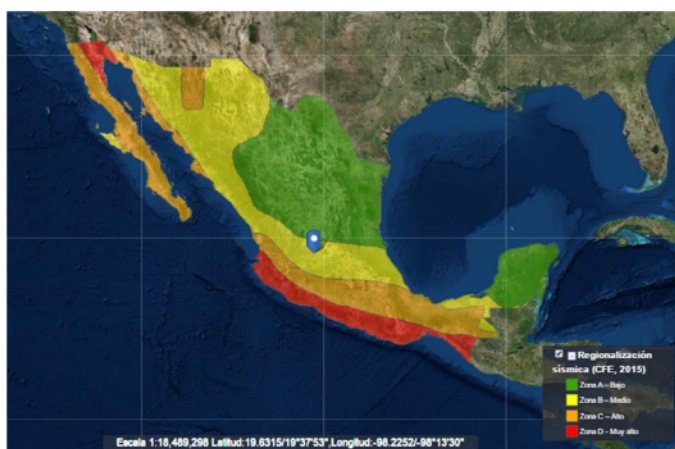 Regionalización
sísmica (CFE, 2015)
Zona A - Bajo
Zona B - Medio
Zona C - Alto
Zona D - Muy alto
Escala 1:18,489,298 Latitud:19.6315/19°37'53",Longitud:-98.2252/-98°13'30"